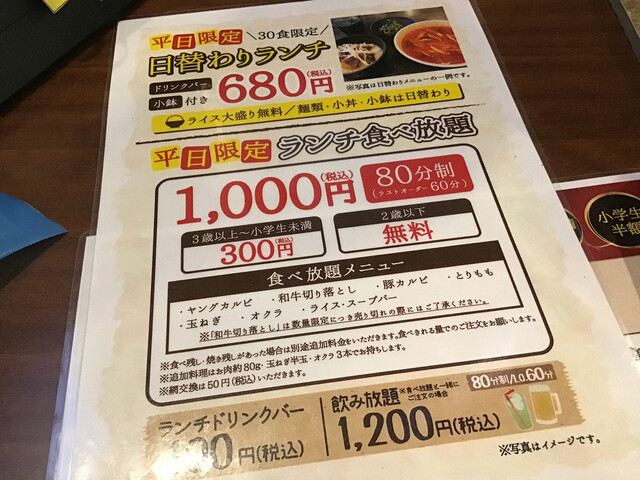 平日限定 ＼30食限定／
日替わりランチ
ドリンクバー
小鉢 付き 680円(税込)
※写真は日替わりメニューの一例です。
ライス大盛り無料／麺類・小丼・小鉢は日替わり
平日限定 ランチ食べ放題
1,000円(税込) 80分制
(ラストオーダー60分)
3歳以上～小学生未満
300円(税込)
2歳以下
無料
食べ放題メニュー
・ヤングカルビ ・和牛切り落とし ・豚カルビ ・とりもも
・玉ねぎ ・オクラ ・ライス・スープバー
※「和牛切り落とし」は数量限定につき売り切れの際にはご了承ください。
※食べ残し・焼き残しがあった場合は別途追加料金をいただきます。食べきれる量でのご注文をお願いします。
※追加料理はお肉約80g・玉ねぎ半玉・オクラ3本でお持ちします。
※網交換は50円(税込)いただきます。
ランチドリンクバー
00円(税込)
飲み放題 ※食べ放題と一緒にご注文の場合
1,200円(税込)
80分制/L.O.60分
※写真はイメージです。
小学生
半額